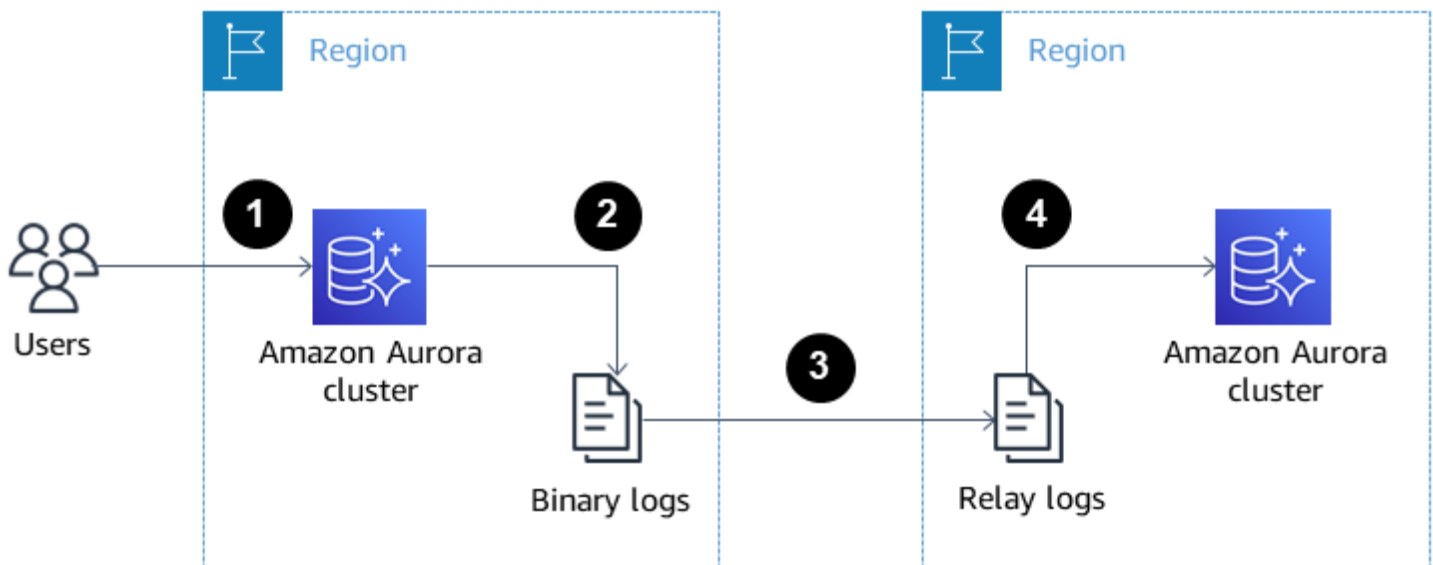 Region
Region
1
2
4
Users
Amazon Aurora
cluster
Amazon Aurora
cluster
3
Binary logs
Relay logs